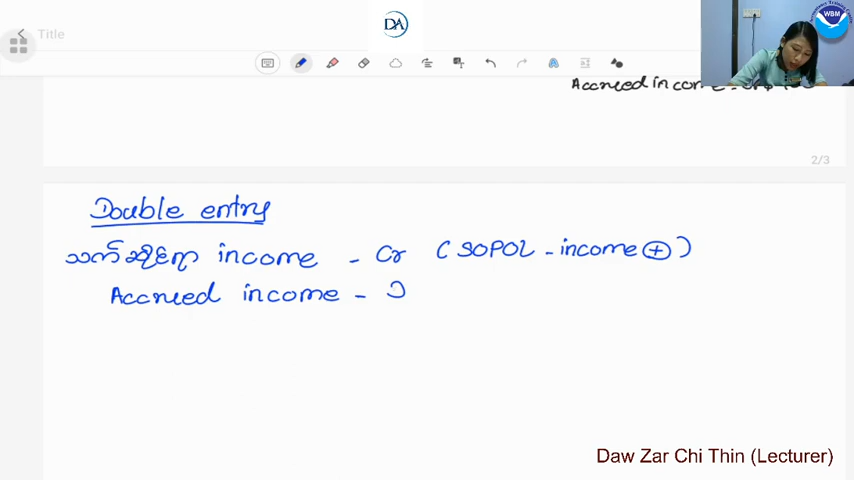 Title
DA
WBM
Accrued income -
2/3
Double entry
သက်ဆိုင်ရာ income - Cr (SOPOL - income ⊕)
Accrued income -
Daw Zar Chi Thin (Lecturer)